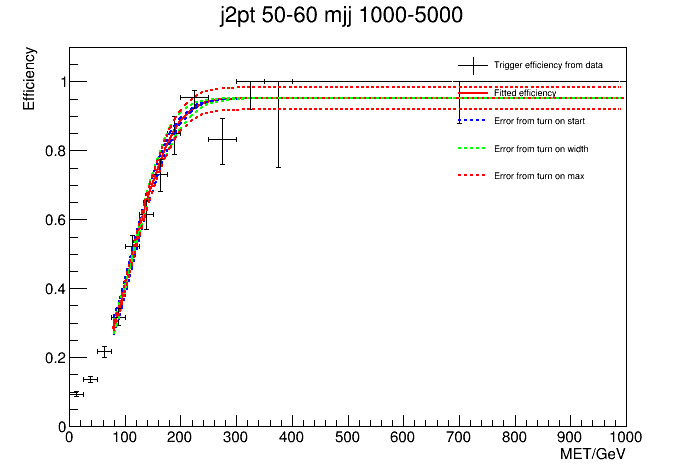 j2pt 50-60 mjj 1000-5000
Efficiency
Trigger efficiency from data
Fitted efficiency
Error from turn on start
Error from turn on width
Error from turn on max
1
0.8
0.6
0.4
0.2
0
0 100 200 300 400 500 600 700 800 900 1000
MET/GeV